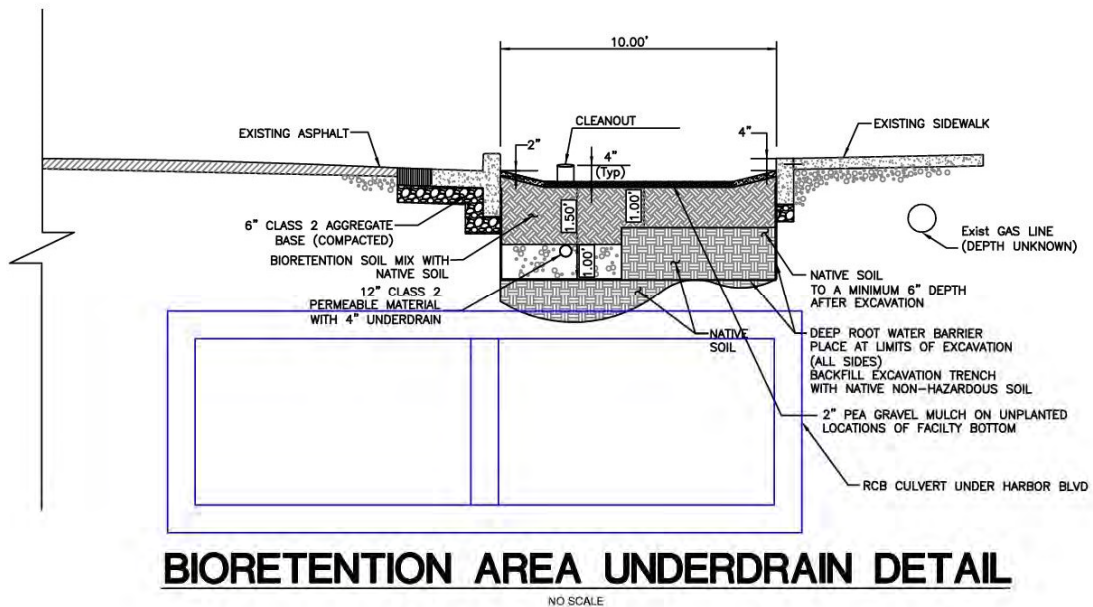 10.00'
CLEANOUT
EXISTING ASPHALT
2"
4"
(Typ)
4"
EXISTING SIDEWALK
1.50'
1.00'
6" CLASS 2 AGGREGATE
BASE (COMPACTED)
BIORETENTION SOIL MIX WITH
NATIVE SOIL
1.00'
12" CLASS 2
PERMEABLE MATERIAL
WITH 4" UNDERDRAIN
Exist GAS LINE
(DEPTH UNKNOWN)
NATIVE SOIL
TO A MINIMUM 6" DEPTH
AFTER EXCAVATION
NATIVE
SOIL
DEEP ROOT WATER BARRIER
PLACE AT LIMITS OF EXCAVATION
(ALL SIDES)
BACKFILL EXCAVATION TRENCH
WITH NATIVE NON-HAZARDOUS SOIL
2" PEA GRAVEL MULCH ON UNPLANTED
LOCATIONS OF FACILTY BOTTOM
RCB CULVERT UNDER HARBOR BLVD
BIORETENTION AREA UNDERDRAIN DETAIL
NO SCALE